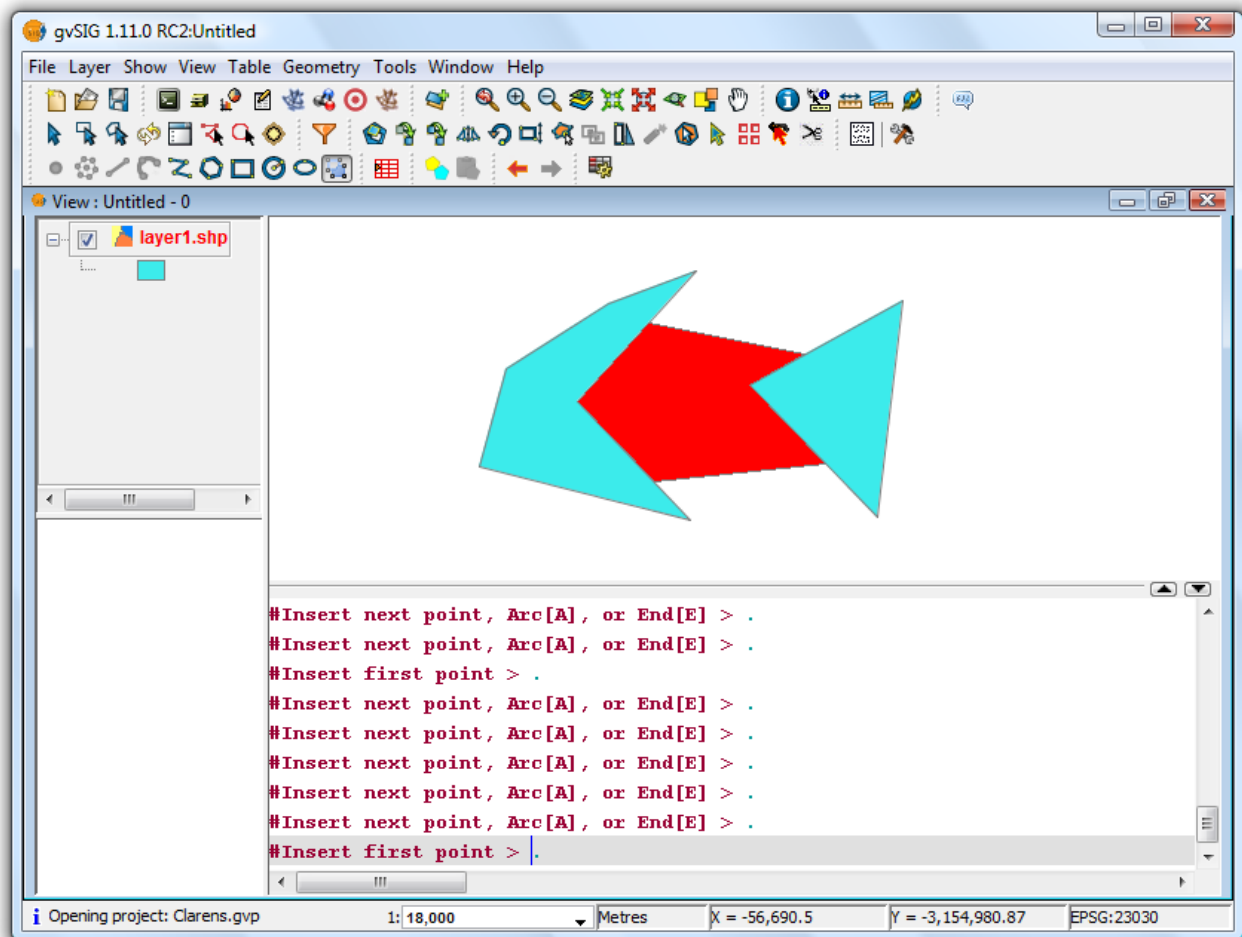 gvSIG 1.11.0 RC2:Untitled
File Layer Show View Table Geometry Tools Window Help
View : Untitled - 0
layer1.shp
#Insert next point, Arc[A], or End[E] > .
#Insert next point, Arc[A], or End[E] > .
#Insert first point > .
#Insert next point, Arc[A], or End[E] > .
#Insert next point, Arc[A], or End[E] > .
#Insert next point, Arc[A], or End[E] > .
#Insert next point, Arc[A], or End[E] > .
#Insert next point, Arc[A], or End[E] > .
#Insert first point > .
Opening project: Clarens.gvp 1: 18,000 Metres X = -56,690.5 Y = -3,154,980.87 EPSG:23030